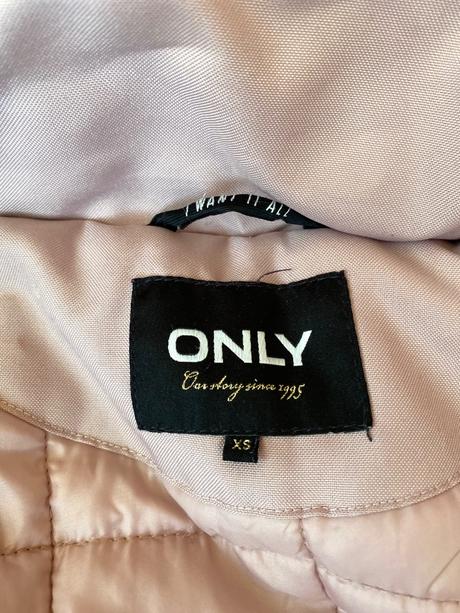 I WANT IT ALL
ONLY
Our story since 1995
XS